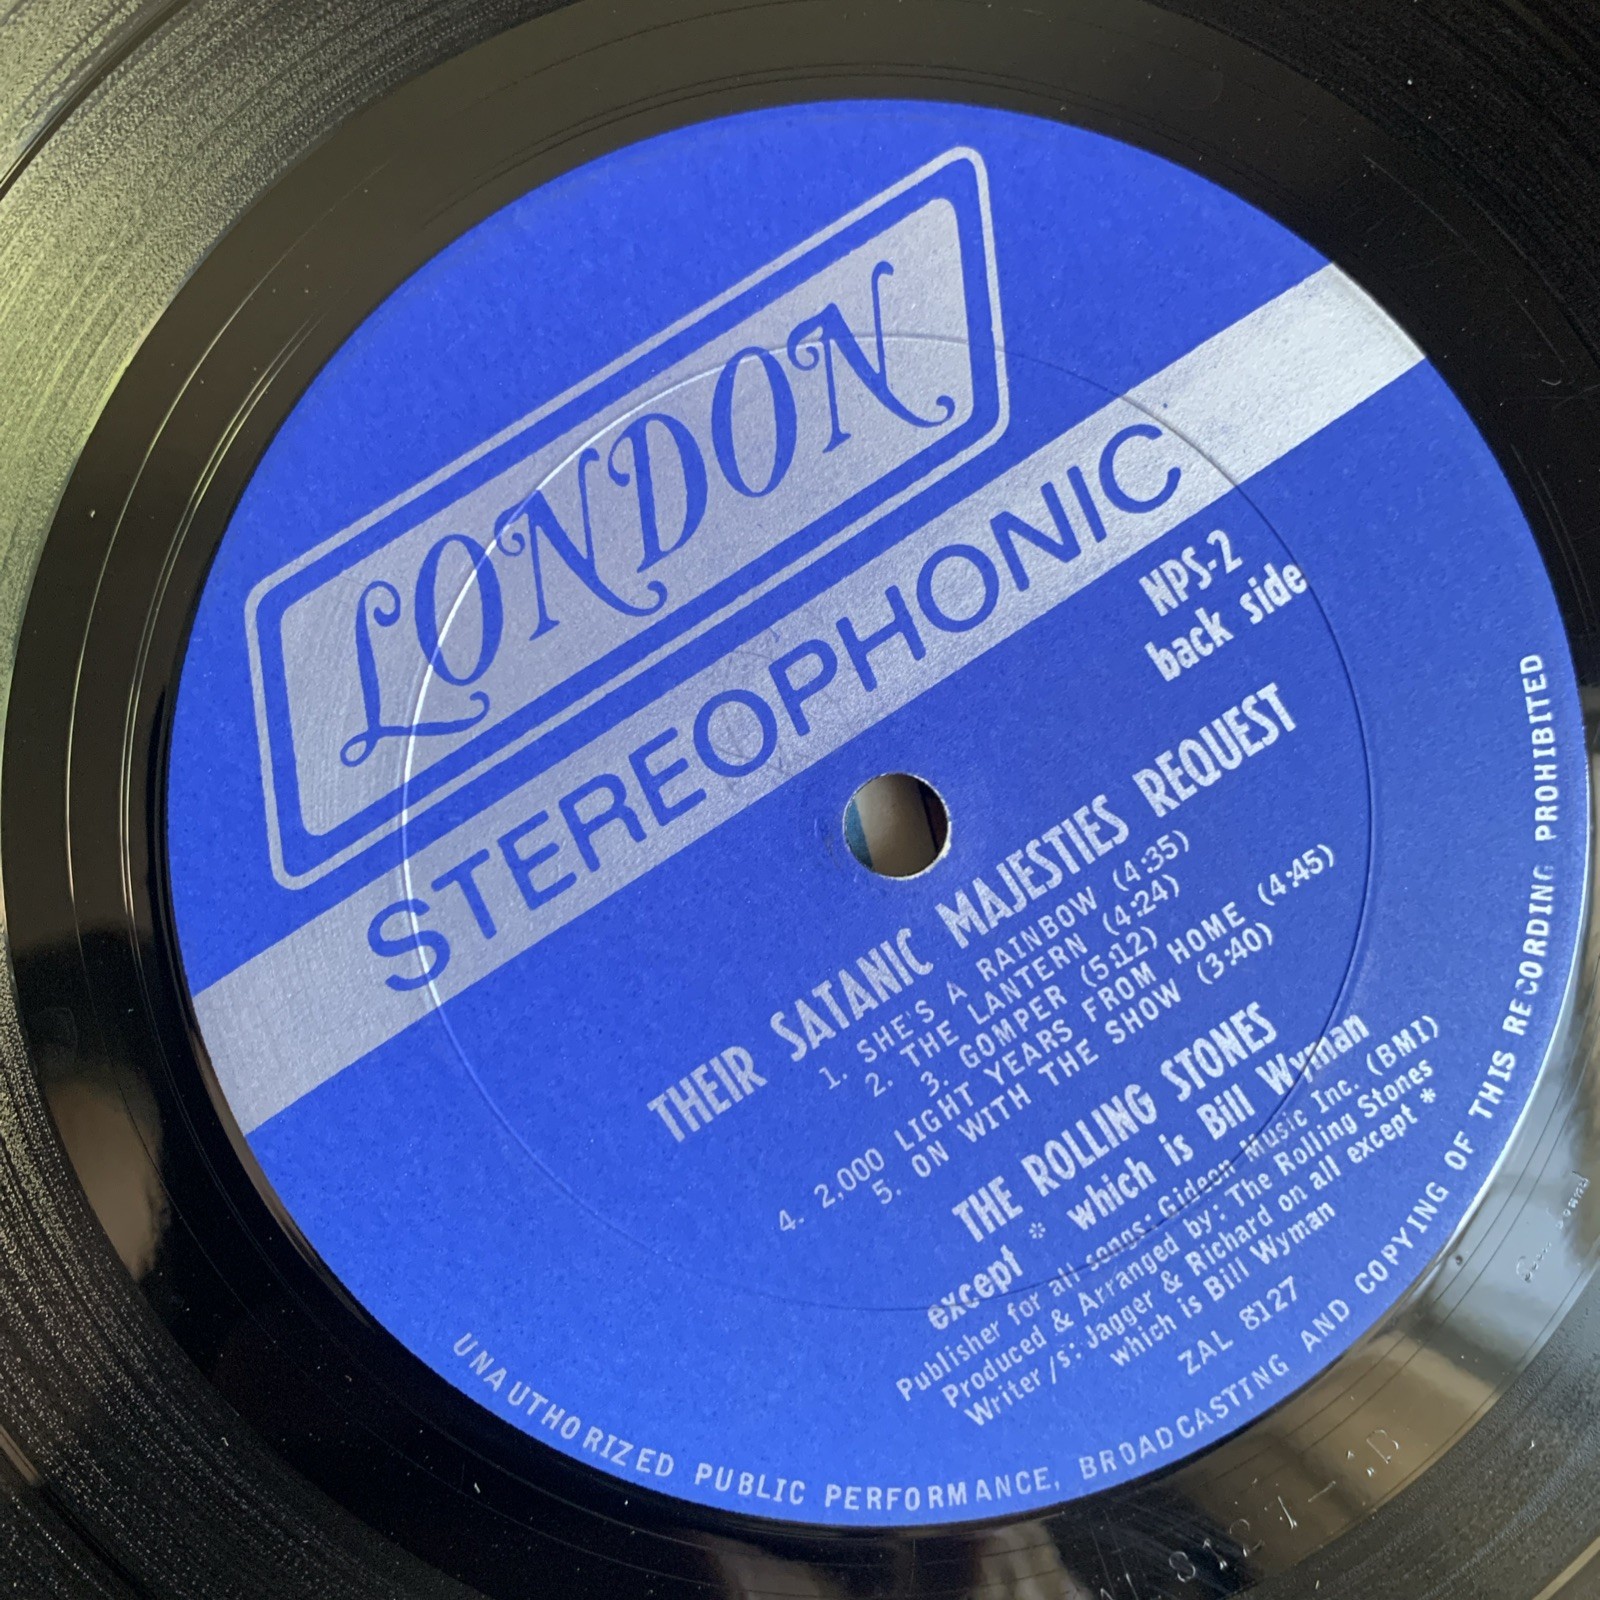 LONDON
STEREOPHONIC
NPS-2
back side
THEIR SATANIC MAJESTIES REQUEST
1. SHE'S A RAINBOW (4:35)
2. THE LANTERN (4:24)
3. GOMPER (5:12)
4. 2,000 LIGHT YEARS FROM HOME (4:45)
5. ON WITH THE SHOW (3:40)
THE ROLLING STONES
except * which is Bill Wyman
Publisher for all songs: Gideon Music Inc. (BMI)
Produced & Arranged by: The Rolling Stones
Writer/s: Jagger & Richard on all except *
which is Bill Wyman
ZAL 8127
UNAUTHORIZED PUBLIC PERFORMANCE, BROADCASTING AND COPYING OF THIS RECORDING PROHIBITED
8127-1B